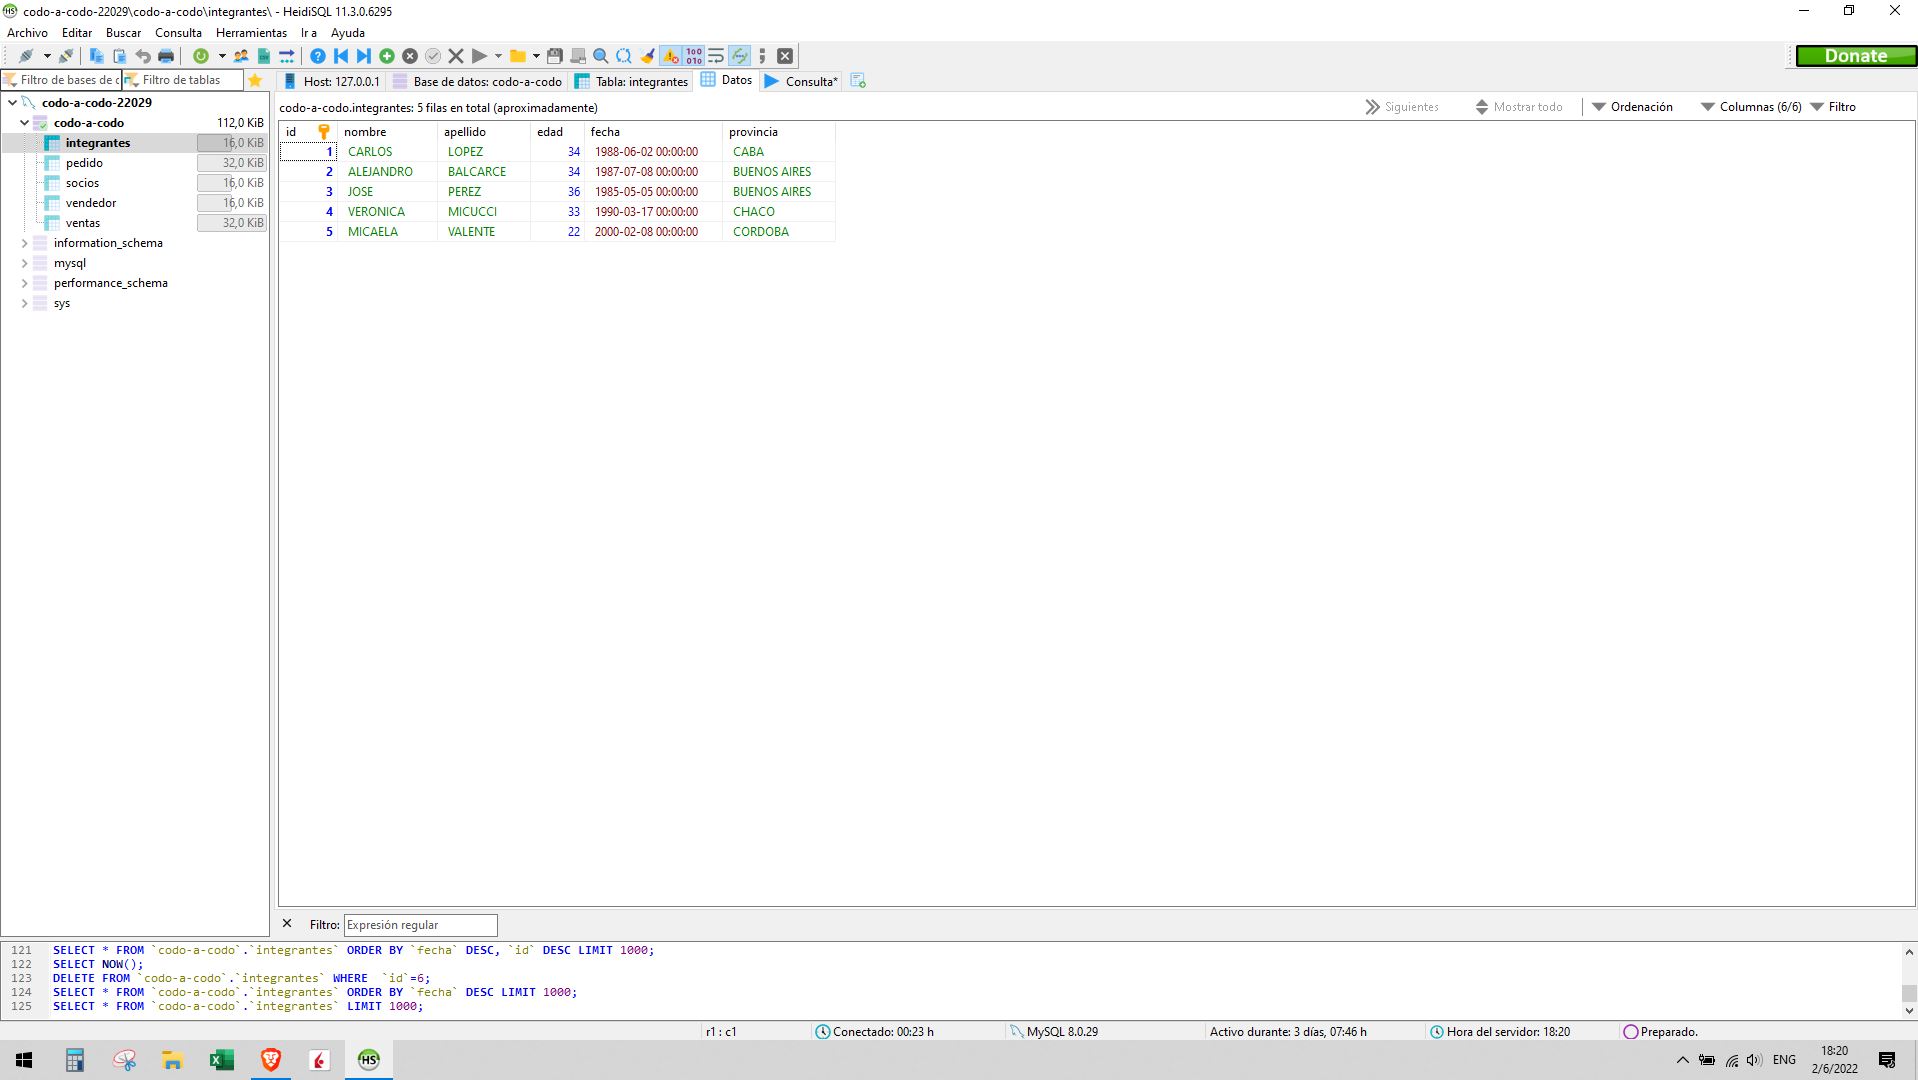 codo-a-codo-22029\codo-a-codo\integrantes\ - HeidiSQL 11.3.0.6295
Archivo Editar Buscar Consulta Herramientas Ir a Ayuda
Donate
Filtro de bases de d Filtro de tablas
Host: 127.0.0.1 Base de datos: codo-a-codo Tabla: integrantes Datos Consulta*
codo-a-codo-22029
codo-a-codo 112,0 KiB
integrantes 16,0 KiB
pedido 32,0 KiB
socios 16,0 KiB
vendedor 16,0 KiB
ventas 32,0 KiB
information_schema
mysql
performance_schema
sys
codo-a-codo.integrantes: 5 filas en total (aproximadamente) Siguientes Mostrar todo Ordenación Columnas (6/6) Filtro
id nombre apellido edad fecha provincia
1 CARLOS LOPEZ 34 1988-06-02 00:00:00 CABA
2 ALEJANDRO BALCARCE 34 1987-07-08 00:00:00 BUENOS AIRES
3 JOSE PEREZ 36 1985-05-05 00:00:00 BUENOS AIRES
4 VERONICA MICUCCI 33 1990-03-17 00:00:00 CHACO
5 MICAELA VALENTE 22 2000-02-08 00:00:00 CORDOBA
Filtro: Expresión regular
121 SELECT * FROM `codo-a-codo`.`integrantes` ORDER BY `fecha` DESC, `id` DESC LIMIT 1000;
122 SELECT NOW();
123 DELETE FROM `codo-a-codo`.`integrantes` WHERE  `id`=6;
124 SELECT * FROM `codo-a-codo`.`integrantes` ORDER BY `fecha` DESC LIMIT 1000;
125 SELECT * FROM `codo-a-codo`.`integrantes` LIMIT 1000;
r1 : c1 Conectado: 00:23 h MySQL 8.0.29 Activo durante: 3 días, 07:46 h Hora del servidor: 18:20 Preparado.
HS ENG 18:20
2/6/2022